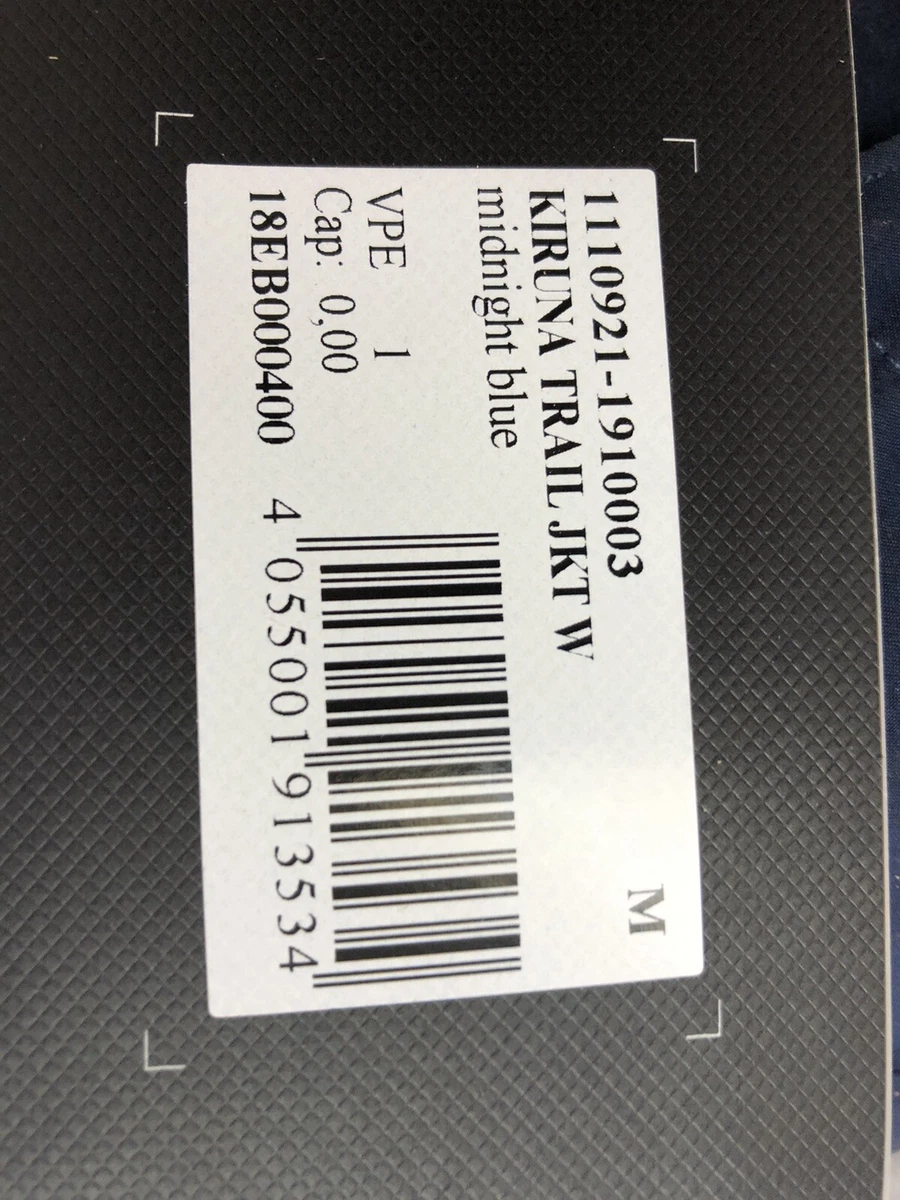 1110921-1910003
M
KIRUNA TRAIL JKT W
midnight blue
VPE 1
Cap: 0,00
18EB000400
4 055001 913534